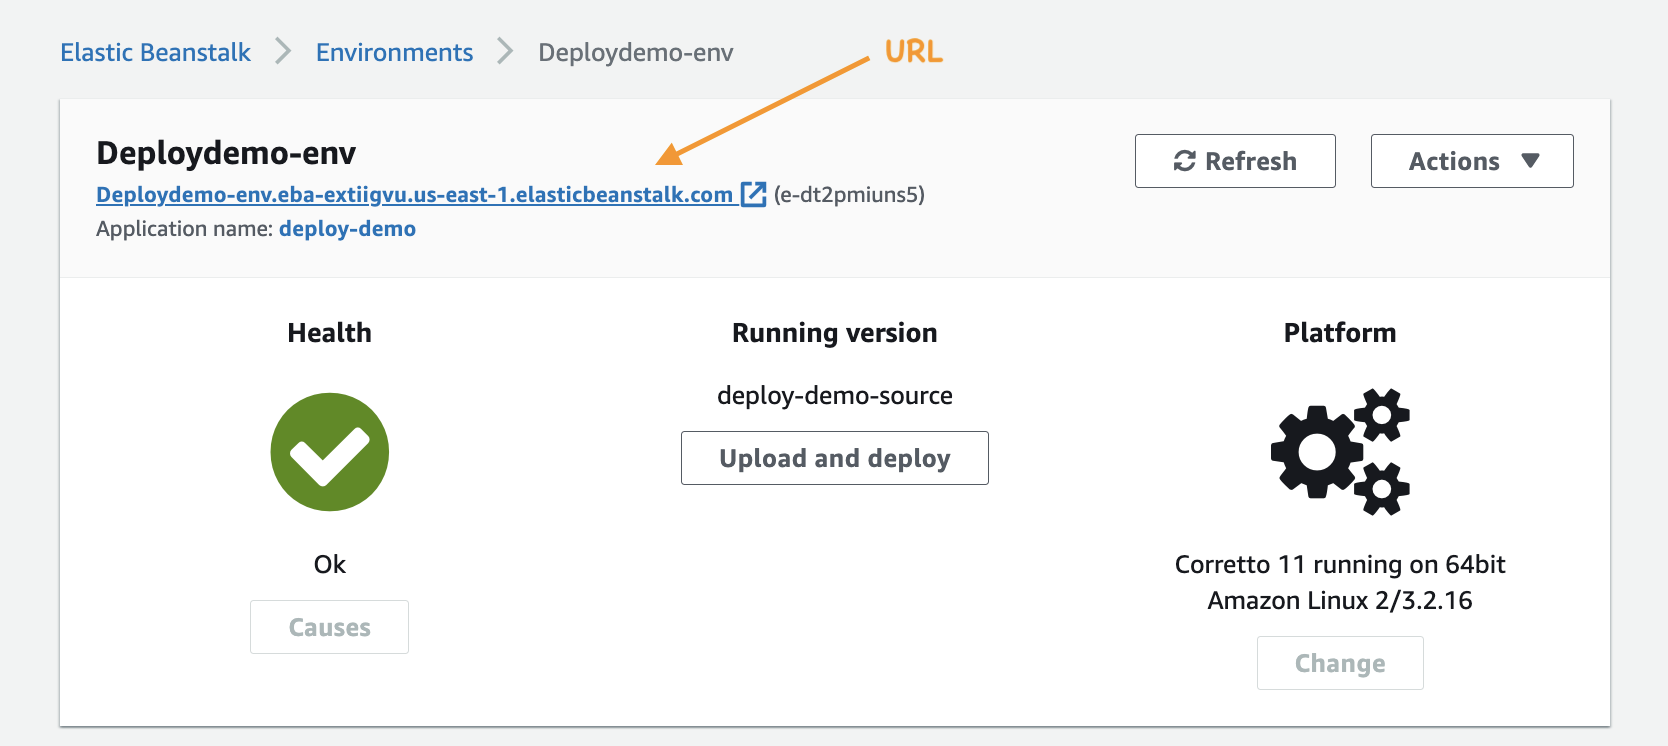 Elastic Beanstalk > Environments > Deploydemo-env
URL
Deploydemo-env
Refresh
Actions
Deploydemo-env.eba-extiigvu.us-east-1.elasticbeanstalk.com (e-dt2pmiuns5)
Application name: deploy-demo
Health
Running version
Platform
deploy-demo-source
Upload and deploy
Ok
Causes
Corretto 11 running on 64bit
Amazon Linux 2/3.2.16
Change